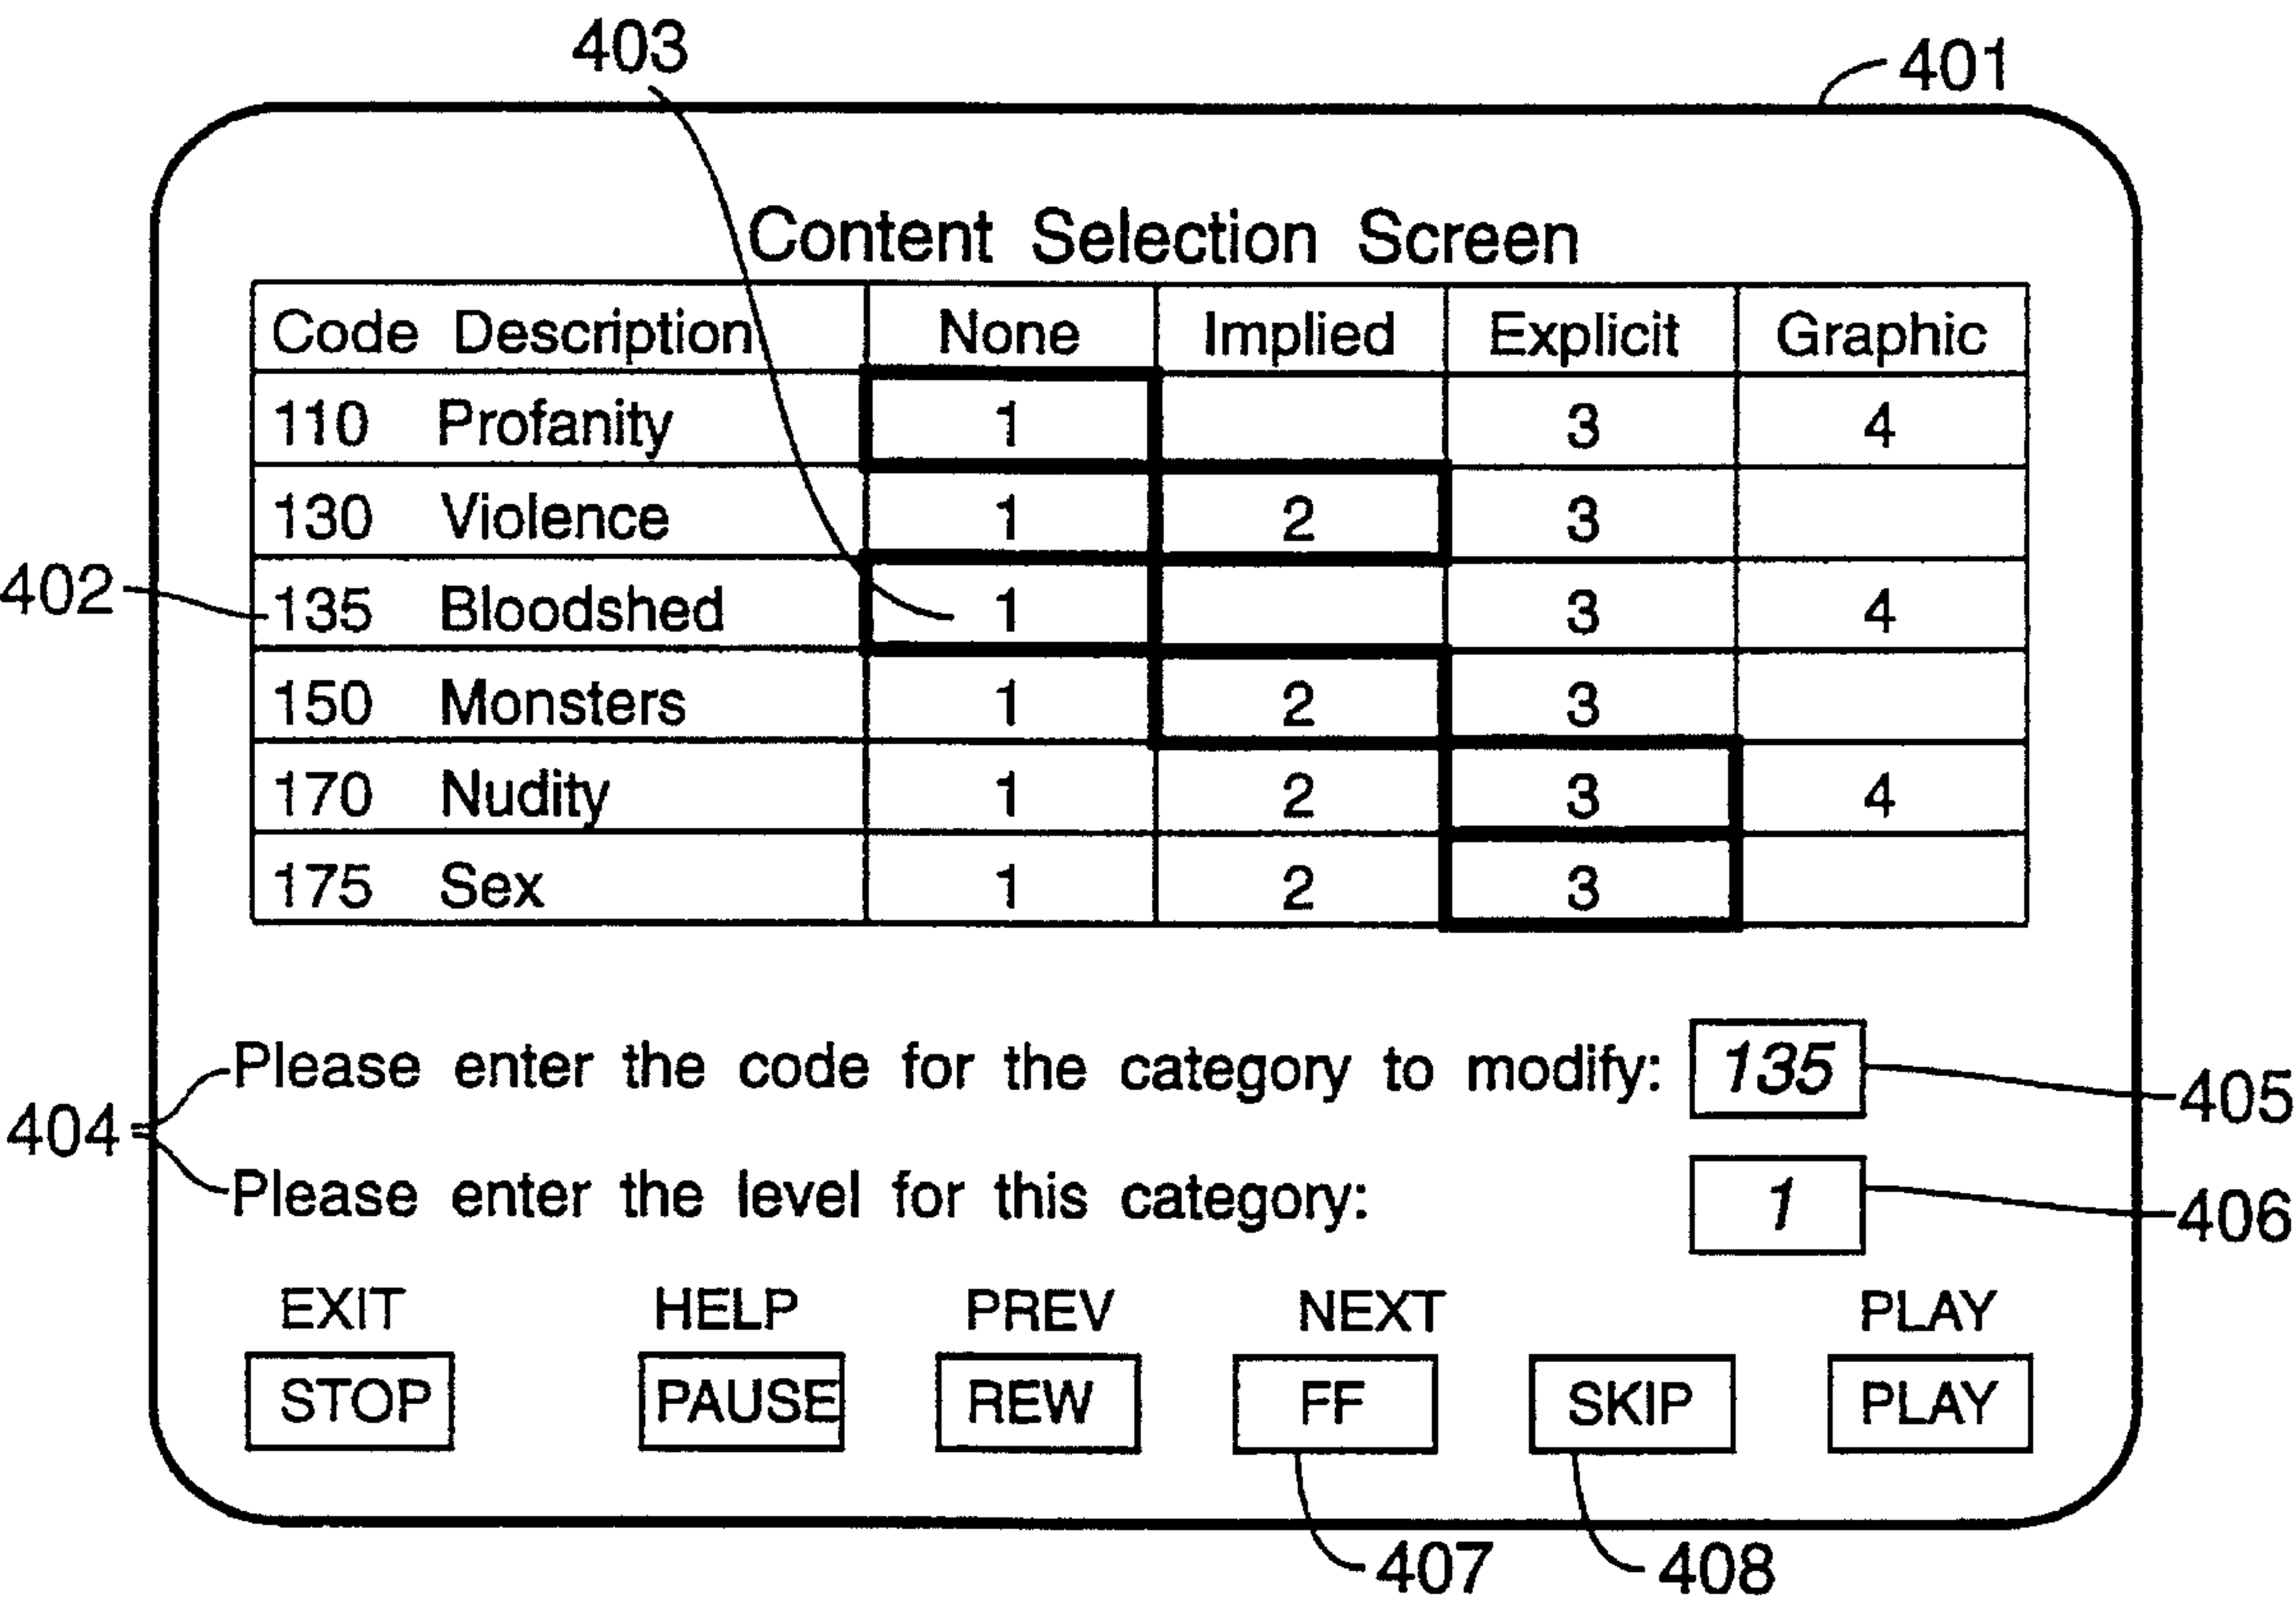 403
401
Content Selection Screen
Code Description None Implied Explicit Graphic
110 Profanity 1 3 4
130 Violence 1 2 3
402
135 Bloodshed 1 3 4
150 Monsters 1 2 3
170 Nudity 1 2 3 4
175 Sex 1 2 3
404
Please enter the code for the category to modify: 135
405
Please enter the level for this category: 1
406
EXIT HELP PREV NEXT PLAY
STOP PAUSE REW FF SKIP PLAY
407 408